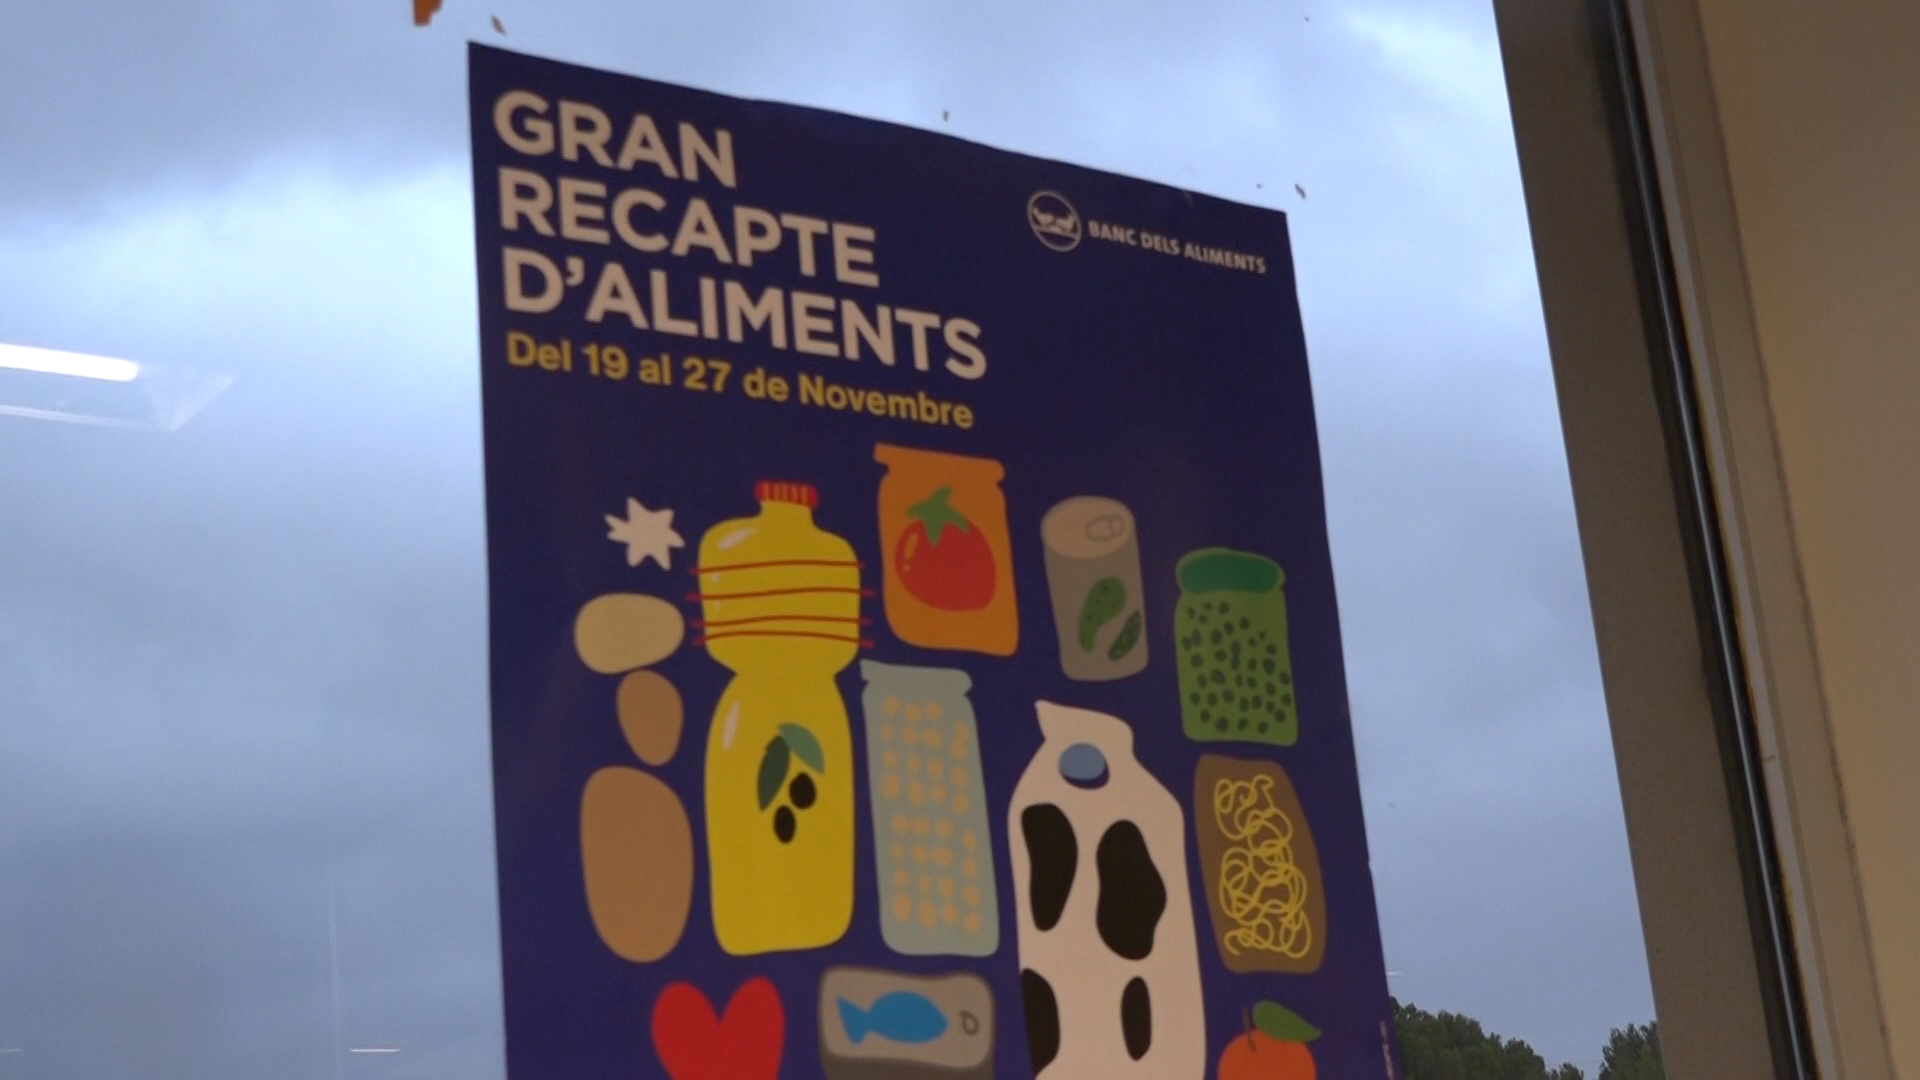 GRAN
RECAPTE
D'ALIMENTS
Del 19 al 27 de Novembre
BANC DELS ALIMENTS